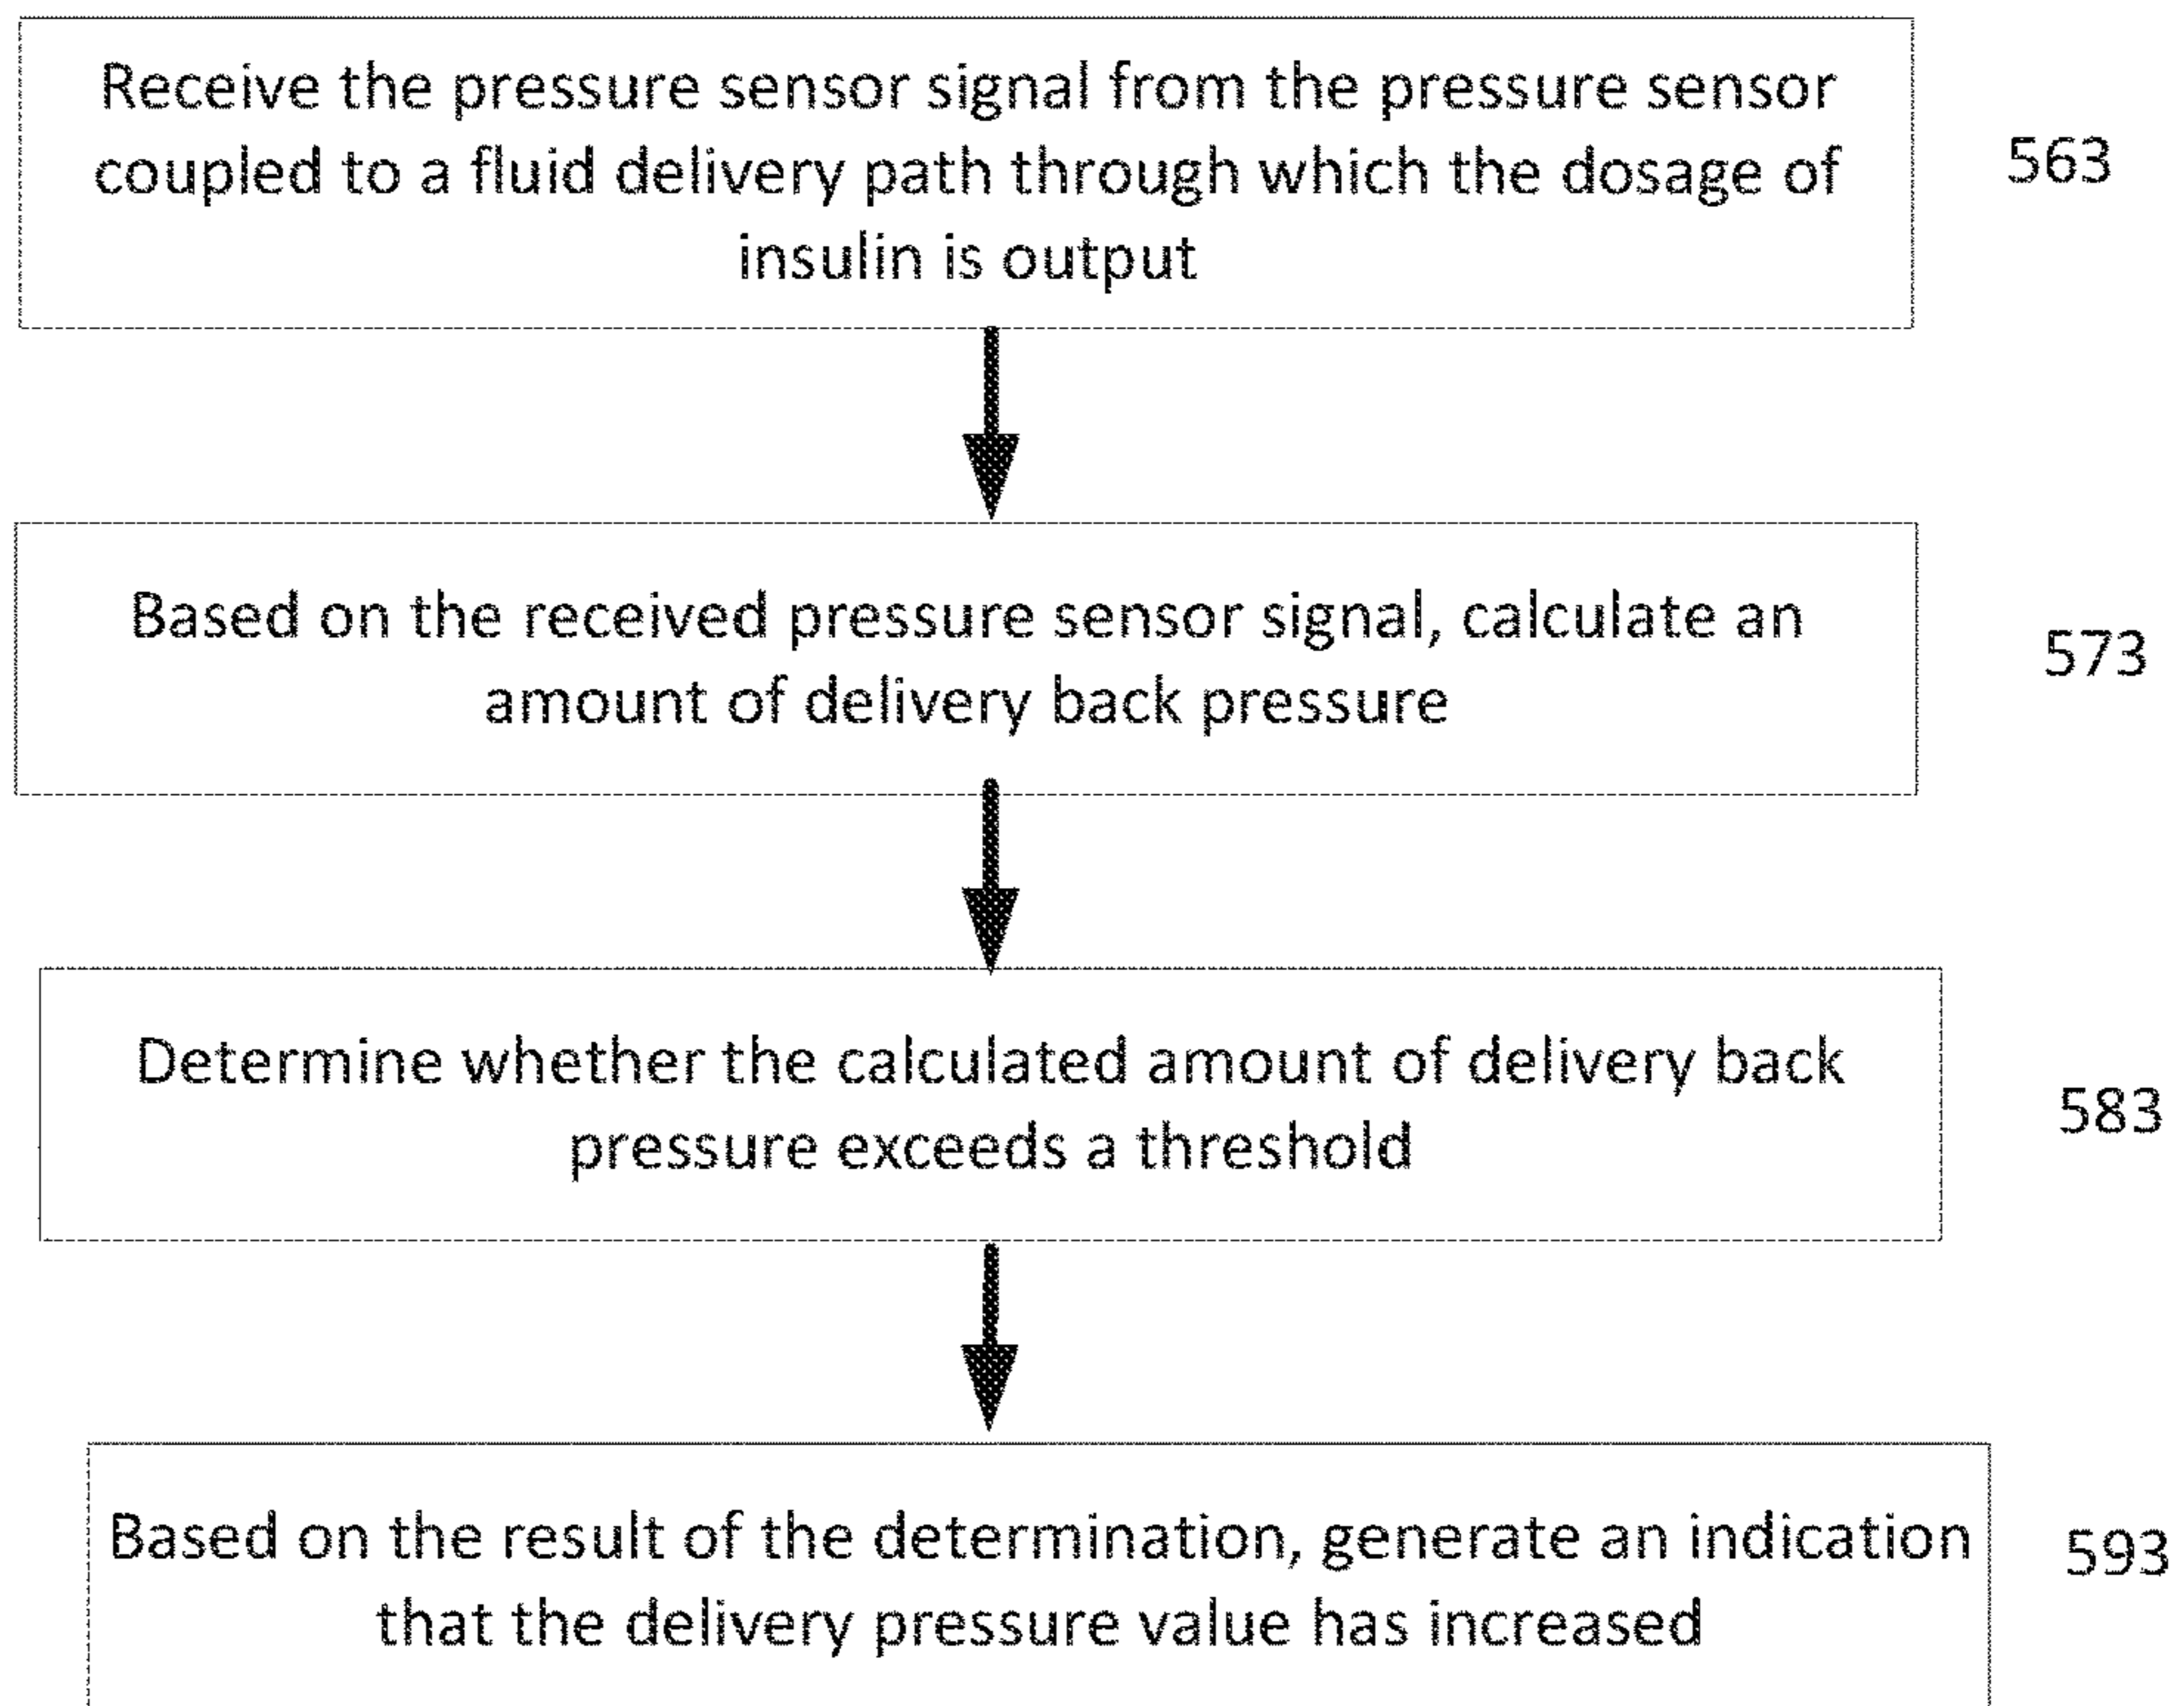 Receive the pressure sensor signal from the pressure sensor
coupled to a fluid delivery path through which the dosage of
insulin is output
563
Based on the received pressure sensor signal, calculate an
amount of delivery back pressure
573
Determine whether the calculated amount of delivery back
pressure exceeds a threshold
583
Based on the result of the determination, generate an indication
that the delivery pressure value has increased
593